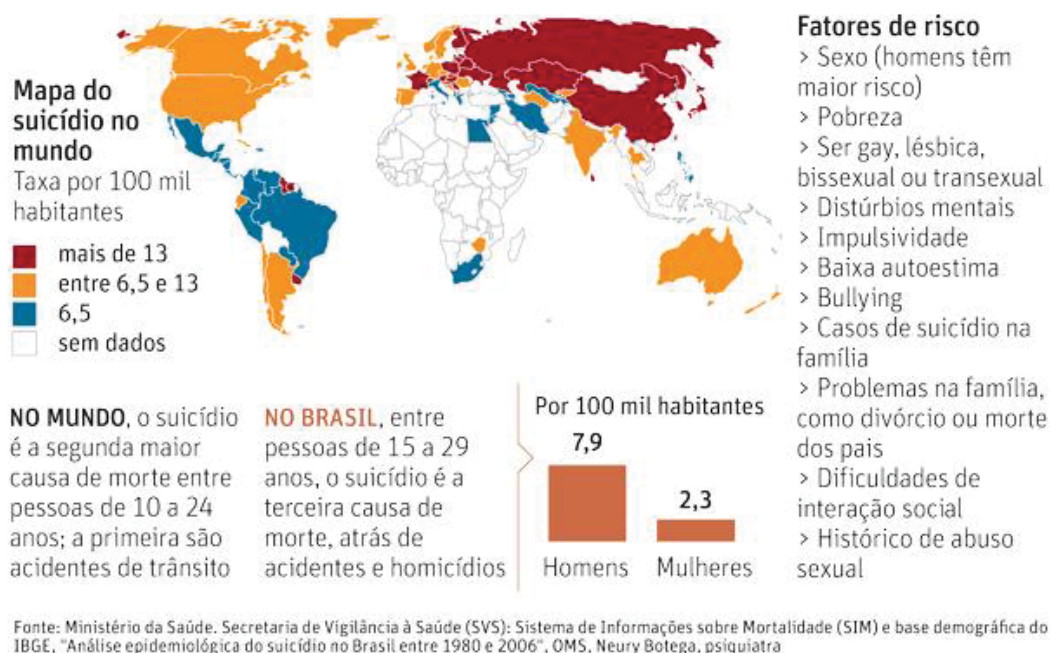 Mapa do
suicídio no
mundo
Taxa por 100 mil
habitantes
mais de 13
entre 6,5 e 13
6,5
sem dados
Fatores de risco
> Sexo (homens têm
maior risco)
> Pobreza
> Ser gay, lésbica,
bissexual ou transexual
> Distúrbios mentais
> Impulsividade
> Baixa autoestima
> Bullying
> Casos de suicídio na
família
> Problemas na família,
como divórcio ou morte
dos pais
> Dificuldades de
interação social
> Histórico de abuso
sexual
NO MUNDO, o suicídio
é a segunda maior
causa de morte entre
pessoas de 10 a 24
anos; a primeira são
acidentes de trânsito
NO BRASIL, entre
pessoas de 15 a 29
anos, o suicídio é a
terceira causa de
morte, atrás de
acidentes e homicídios
Por 100 mil habitantes
7,9
2,3
Homens
Mulheres
Fonte: Ministério da Saúde. Secretaria de Vigilância à Saúde (SVS): Sistema de Informações sobre Mortalidade (SIM) e base demográfica do
IBGE, "Análise epidemiológica do suicídio no Brasil entre 1980 e 2006", OMS, Neury Botega, psiquiatra